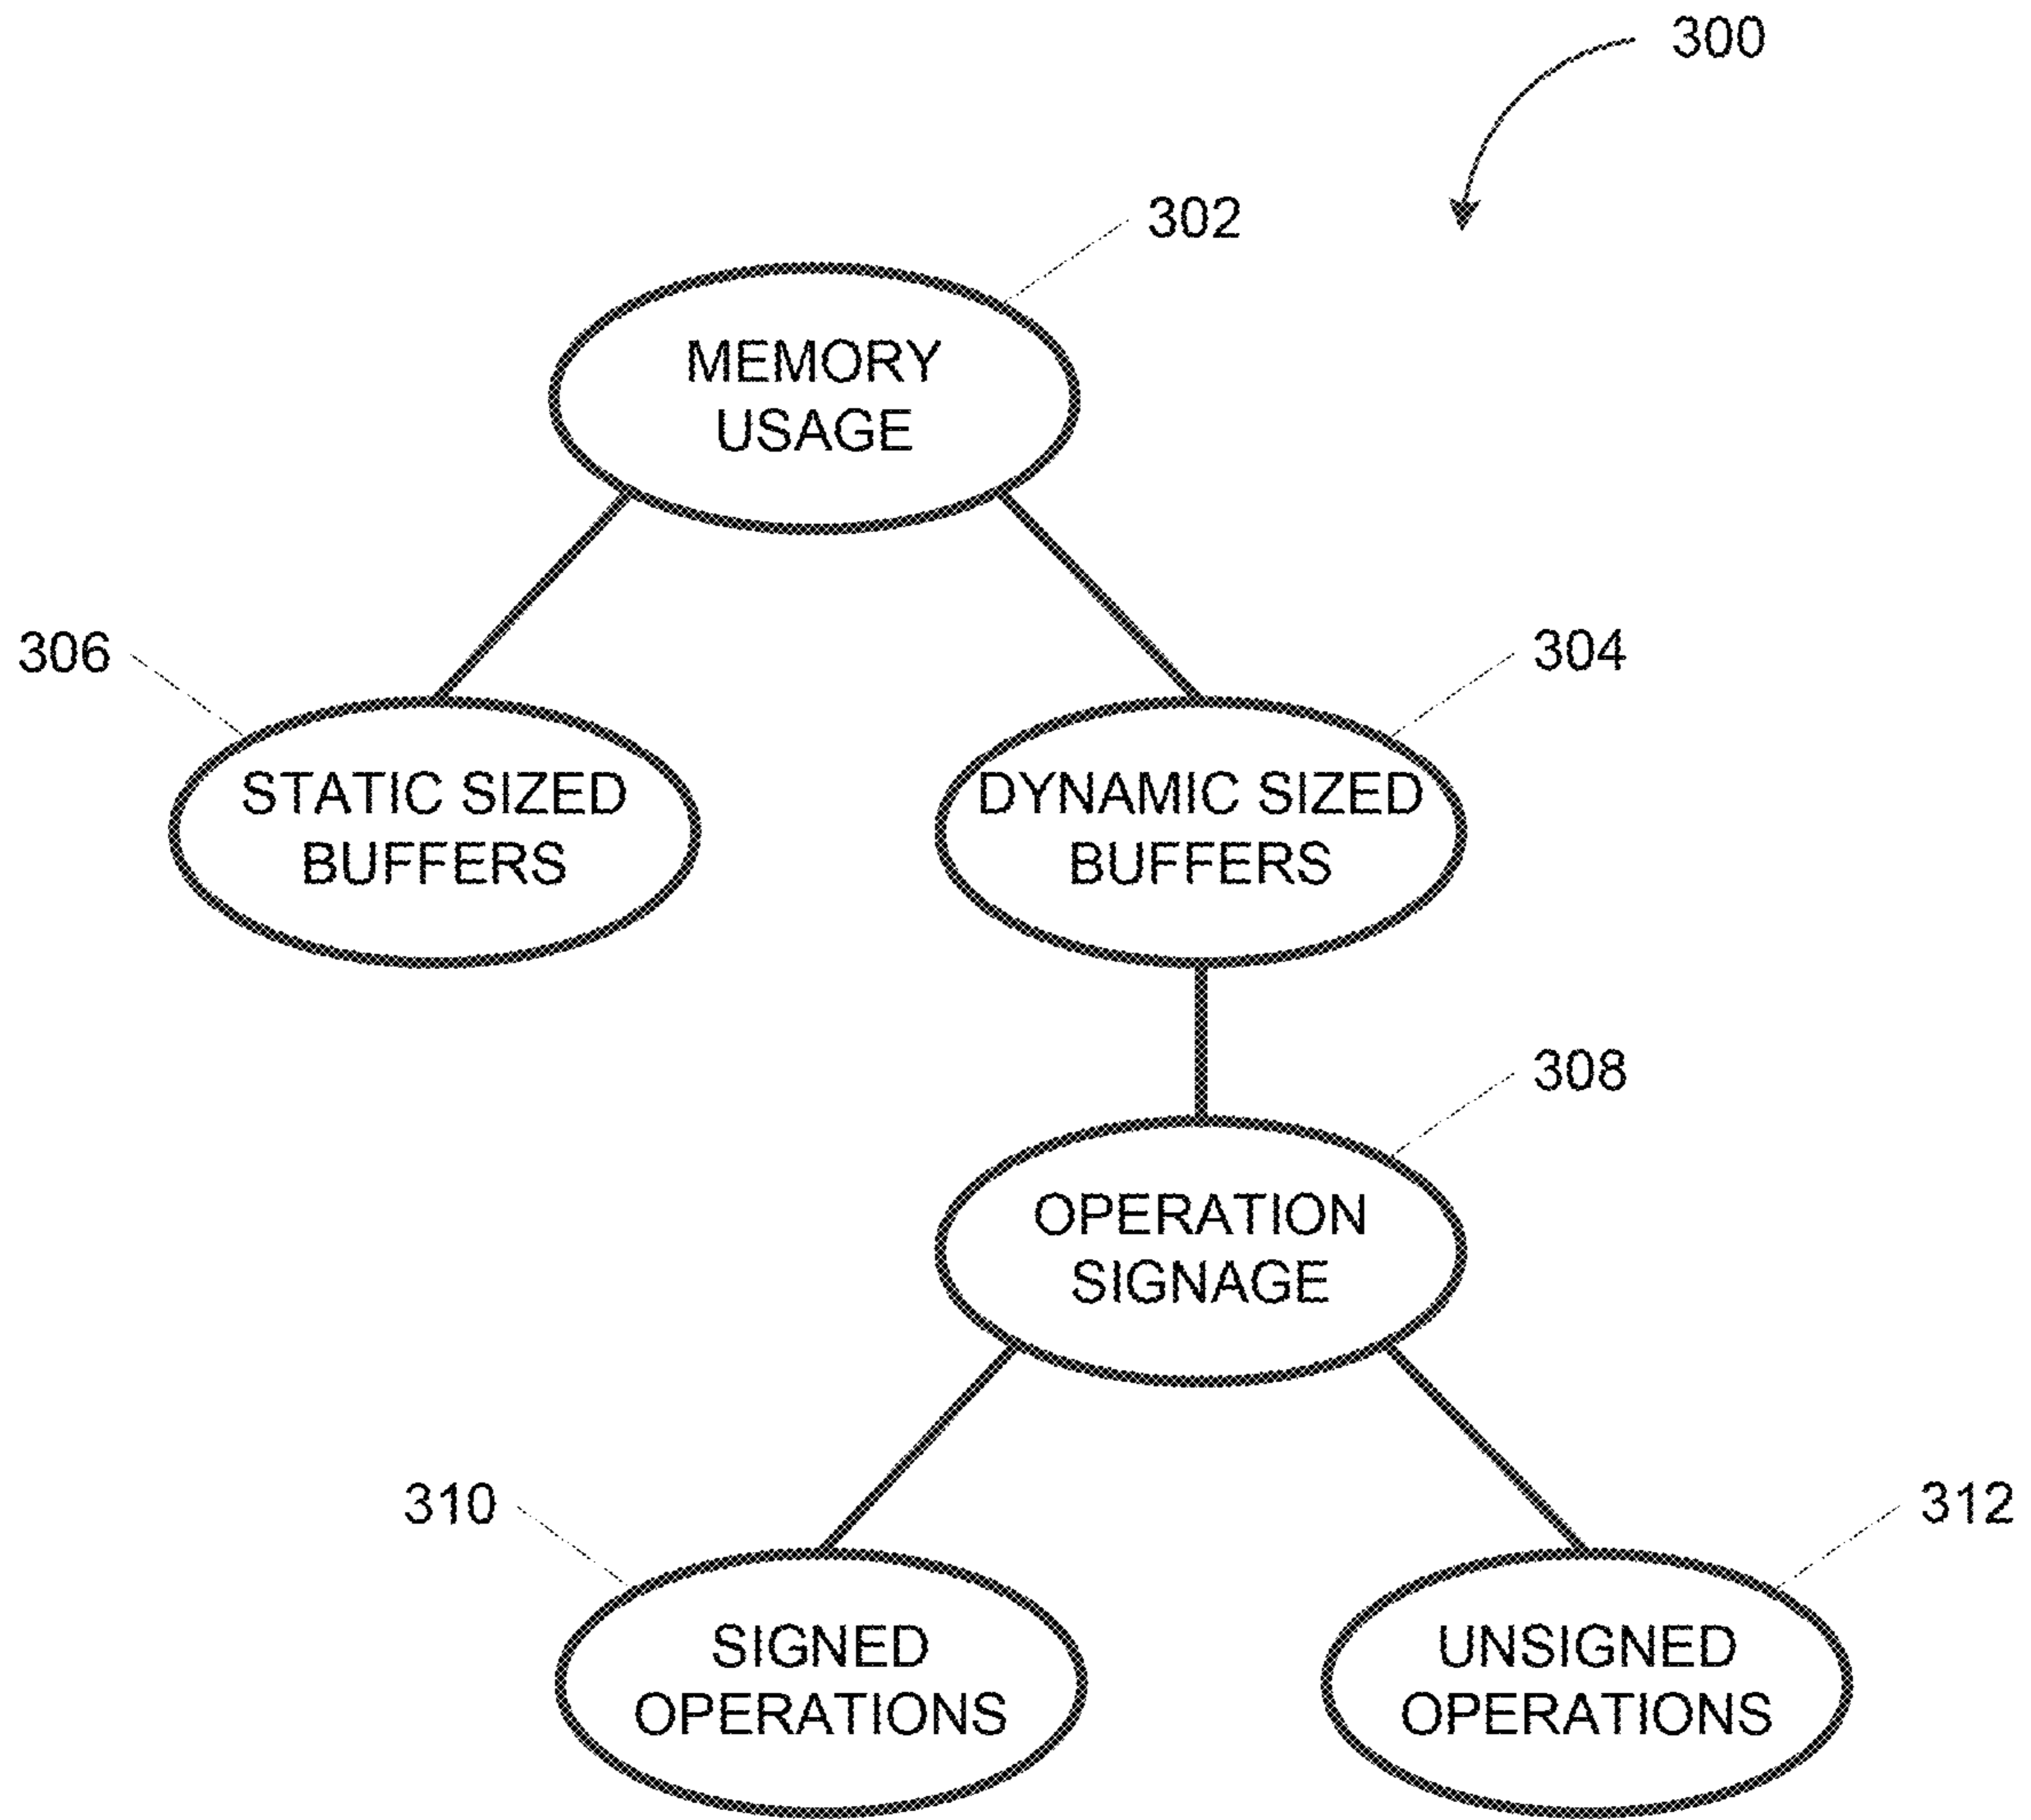 300
302
MEMORY
USAGE
306
304
STATIC SIZED
BUFFERS
DYNAMIC SIZED
BUFFERS
308
OPERATION
SIGNAGE
310
312
SIGNED
OPERATIONS
UNSIGNED
OPERATIONS